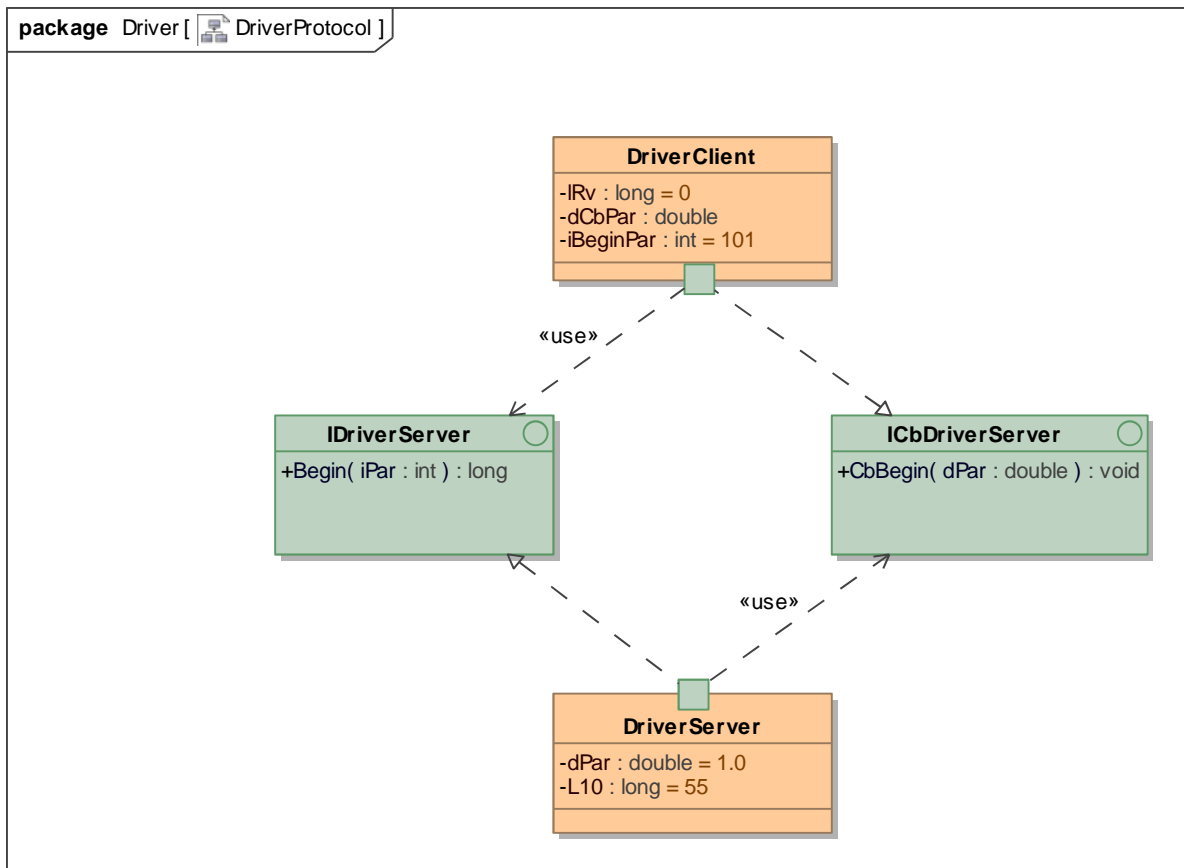 package Driver [ DriverProtocol ]
DriverClient
-lRv : long = 0
-dCbPar : double
-iBeginPar : int = 101
«use»
IDriverServer
+Begin( iPar : int ) : long
ICbDriverServer
+CbBegin( dPar : double ) : void
«use»
DriverServer
-dPar : double = 1.0
-L10 : long = 55